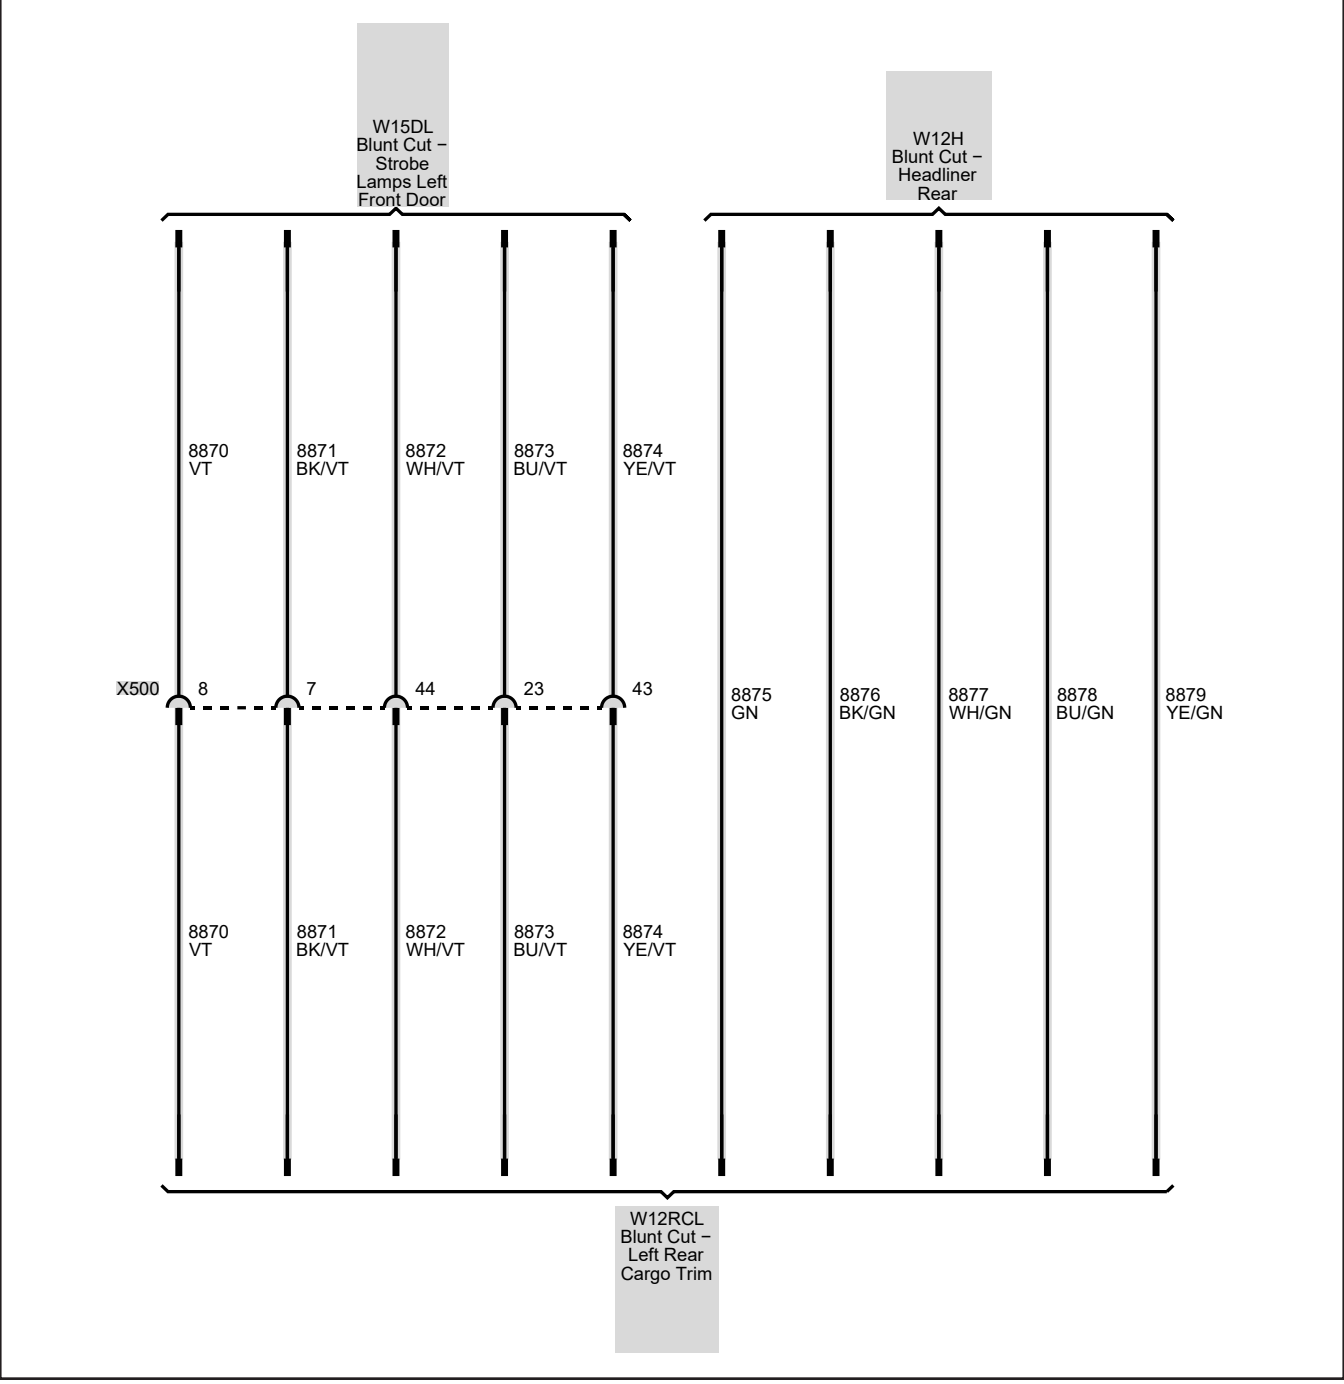 W15DL
Blunt Cut –
Strobe
Lamps Left
Front Door
W12H
Blunt Cut –
Headliner
Rear
8870
VT
8871
BK/VT
8872
WH/VT
8873
BU/VT
8874
YE/VT
X500
8
7
44
23
43
8875
GN
8876
BK/GN
8877
WH/GN
8878
BU/GN
8879
YE/GN
8870
VT
8871
BK/VT
8872
WH/VT
8873
BU/VT
8874
YE/VT
W12RCL
Blunt Cut –
Left Rear
Cargo Trim